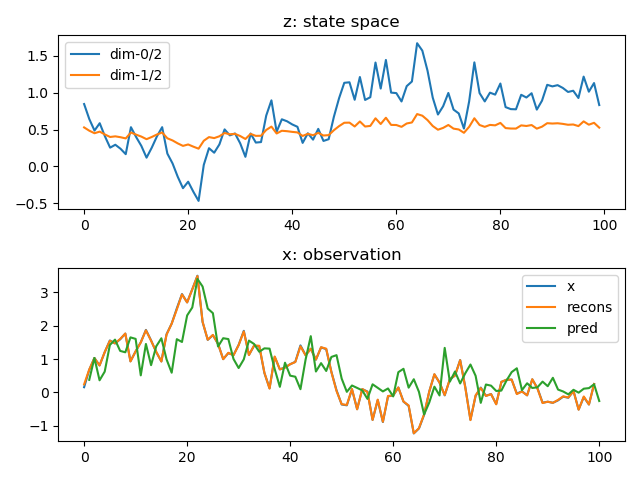 z: state space
dim-0/2
dim-1/2
1.5
1.0
0.5
0.0
−0.5
0 20 40 60 80 100
x: observation
x
recons
pred
3
2
1
0
−1
0 20 40 60 80 100